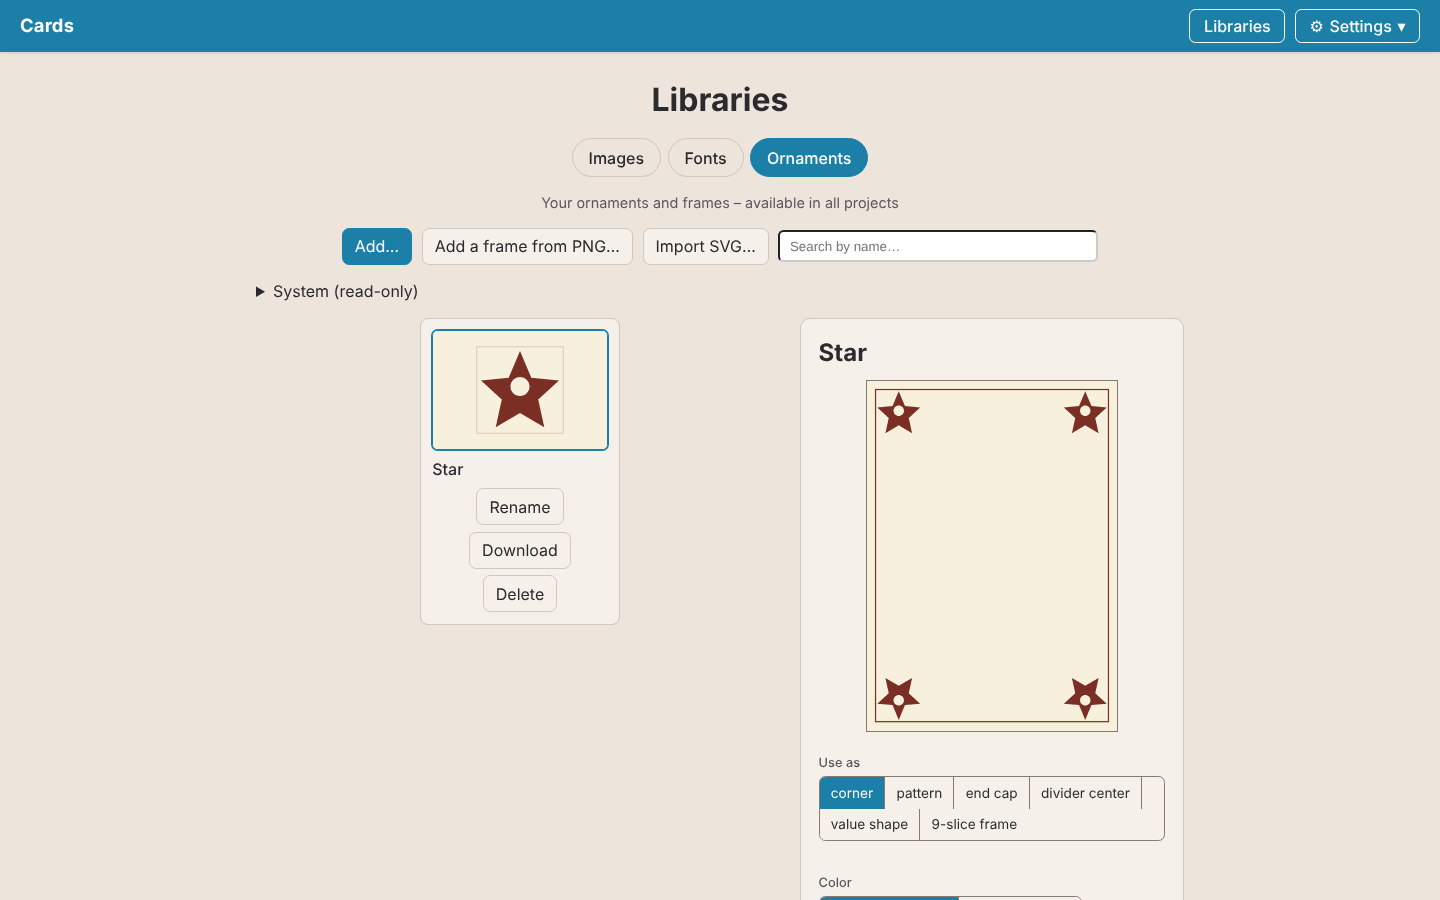 Cards
Libraries
⚙ Settings ▾
Libraries
Images
Fonts
Ornaments
Your ornaments and frames – available in all projects
Add...
Add a frame from PNG...
Import SVG...
Search by name...
▶ System (read-only)
Star
Rename
Download
Delete
Star
Use as
corner
pattern
end cap
divider center
value shape
9-slice frame
Color